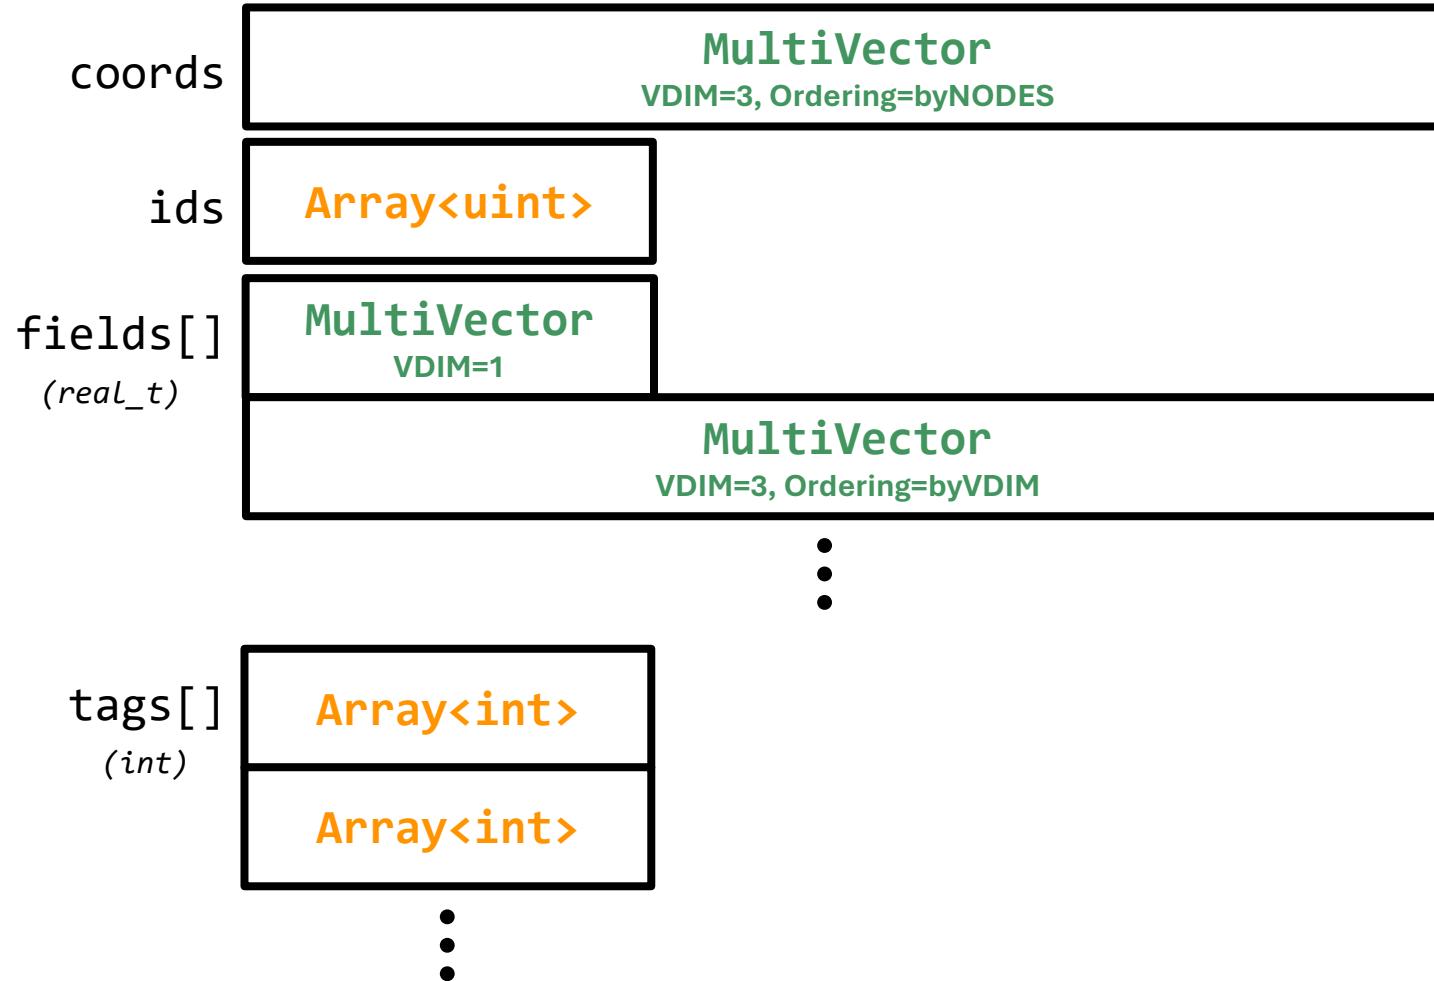 coords
MultiVector
VDIM=3, Ordering=byNODES
ids
Array<uint>
fields[]
(real_t)
MultiVector
VDIM=1
MultiVector
VDIM=3, Ordering=byVDIM
tags[]
(int)
Array<int>
Array<int>